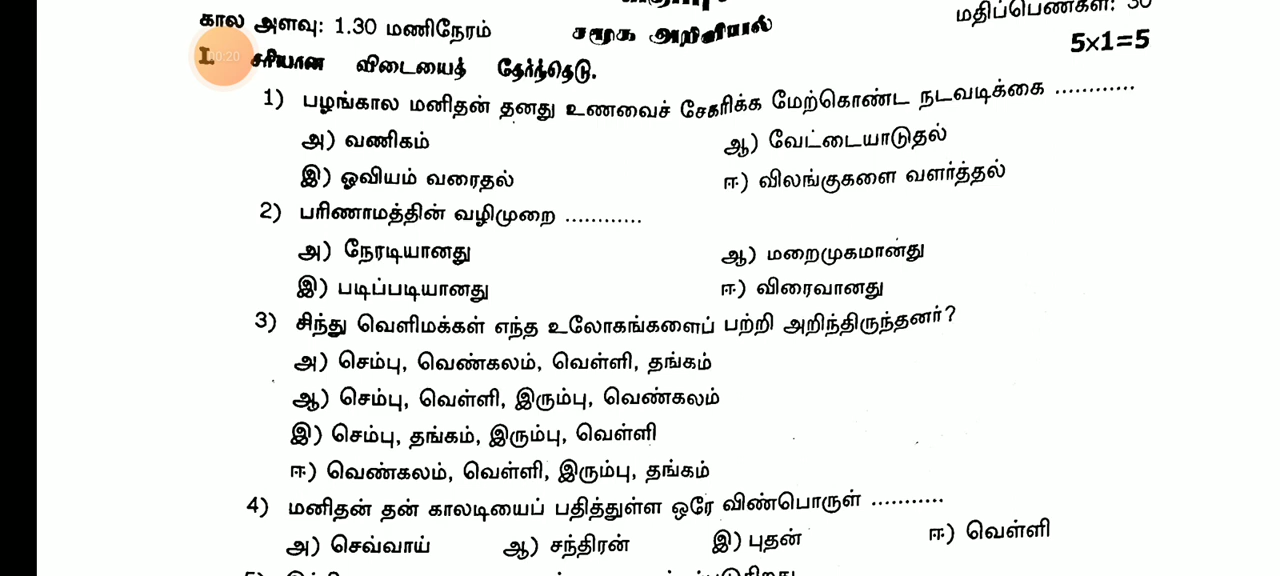 கால அளவு: 1.30 மணிநேரம்
சமூக அறிவியல்
மதிப்பெண்கள்: 30
5x1=5
I. சரியான விடையைத் தேர்ந்தெடு.
00:20
1) பழங்கால மனிதன் தனது உணவைச் சேகரிக்க மேற்கொண்ட நடவடிக்கை ............
அ) வணிகம் ஆ) வேட்டையாடுதல்
இ) ஓவியம் வரைதல் ஈ) விலங்குகளை வளர்த்தல்
2) பரிணாமத்தின் வழிமுறை ............
அ) நேரடியானது ஆ) மறைமுகமானது
இ) படிப்படியானது ஈ) விரைவானது
3) சிந்து வெளிமக்கள் எந்த உலோகங்களைப் பற்றி அறிந்திருந்தனர்?
அ) செம்பு, வெண்கலம், வெள்ளி, தங்கம்
ஆ) செம்பு, வெள்ளி, இரும்பு, வெண்கலம்
இ) செம்பு, தங்கம், இரும்பு, வெள்ளி
ஈ) வெண்கலம், வெள்ளி, இரும்பு, தங்கம்
4) மனிதன் தன் காலடியைப் பதித்துள்ள ஒரே விண்பொருள் ...........
அ) செவ்வாய் ஆ) சந்திரன் இ) புதன் ஈ) வெள்ளி